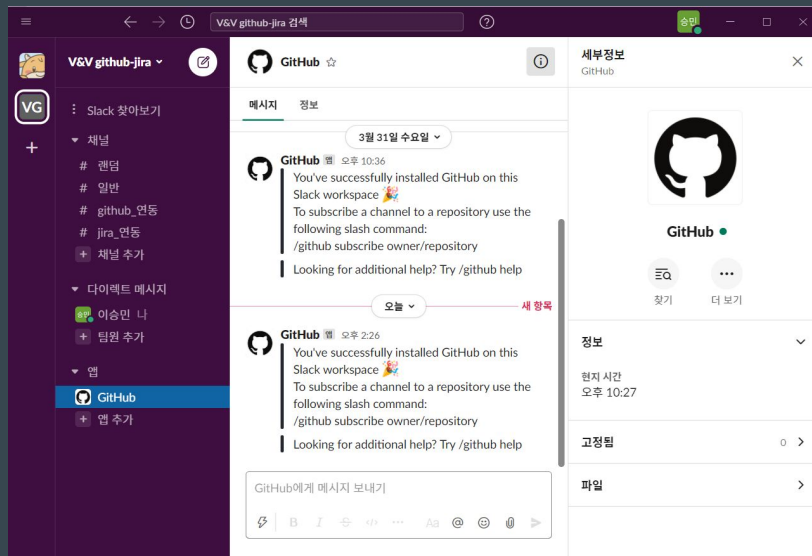 V&V github-jira 검색
승민
V&V github-jira
VG
Slack 찾아보기
채널
# 랜덤
# 일반
# github_연동
# jira_연동
+ 채널 추가
다이렉트 메시지
승민 이승민 나
+ 팀원 추가
앱
GitHub
+ 앱 추가
GitHub
메시지 정보
3월 31일 수요일
GitHub 앱 오후 10:36
You've successfully installed GitHub on this
Slack workspace 🎉
To subscribe a channel to a repository use the
following slash command:
/github subscribe owner/repository
Looking for additional help? Try /github help
오늘
새 항목
GitHub 앱 오후 2:26
You've successfully installed GitHub on this
Slack workspace 🎉
To subscribe a channel to a repository use the
following slash command:
/github subscribe owner/repository
Looking for additional help? Try /github help
GitHub에게 메시지 보내기
B I S </> ··· Aa @
세부정보
GitHub
GitHub
찾기 더 보기
정보
현지 시간
오후 10:27
고정됨 0
파일